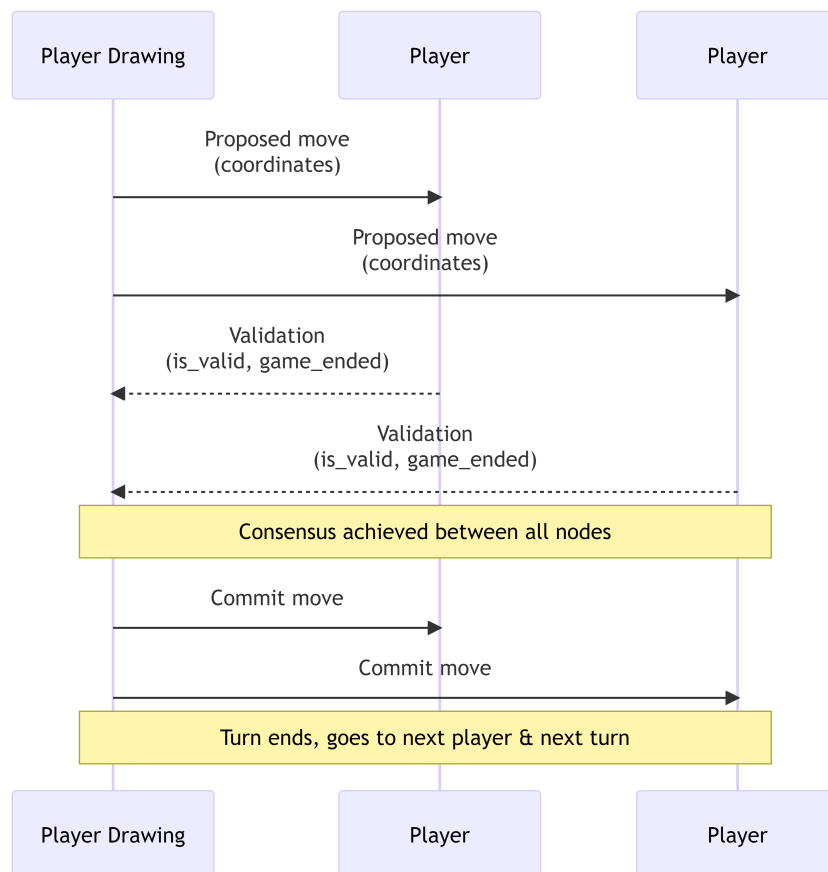 Player Drawing
Player
Player
Proposed move
(coordinates)
Proposed move
(coordinates)
Validation
(is_valid, game_ended)
Validation
(is_valid, game_ended)
Consensus achieved between all nodes
Commit move
Commit move
Turn ends, goes to next player & next turn
Player Drawing
Player
Player